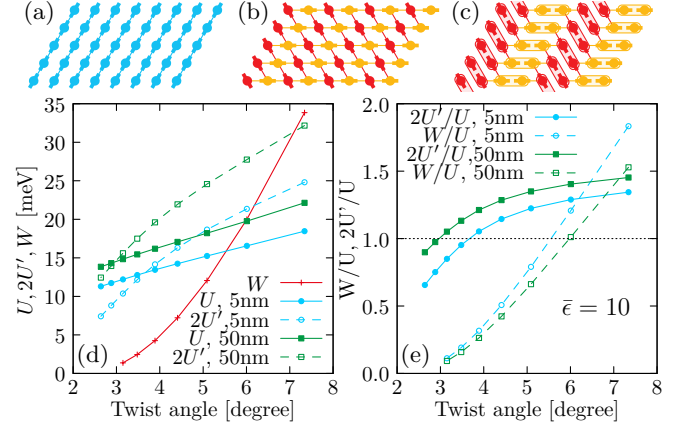 (a)
(b)
(c)
35
30
25
20
15
10
5
0
U, 2U′, W [meV]
W
U, 5nm
2U′, 5nm
U, 50nm
2U′, 50nm
(d)
2 3 4 5 6 7 8
Twist angle [degree]
2.0
1.5
1.0
0.5
0.0
W/U, 2U'/U
2U′/U, 5nm
W/U, 5nm
2U′/U, 50nm
W/U, 50nm
ε̄ = 10
(e)
2 3 4 5 6 7 8
Twist angle [degree]